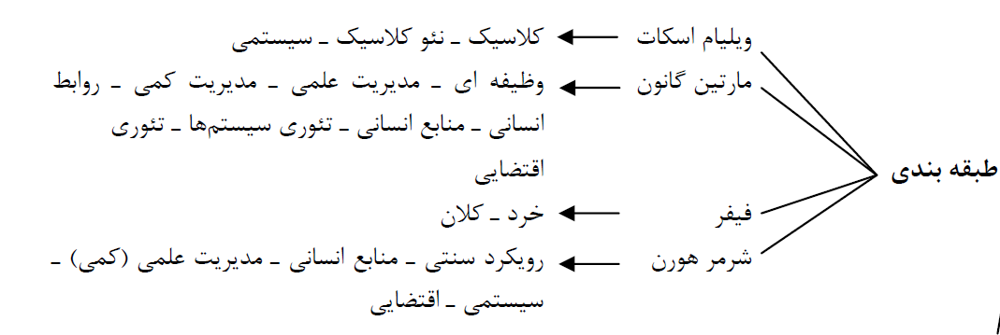 ویلیام اسکات کلاسیک ـ نئو کلاسیک ـ سیستمی
مارتین گانون وظیفه ای ـ مدیریت علمی ـ مدیریت کمی ـ روابط
انسانی ـ منابع انسانی ـ تئوری سیستم‌ها ـ تئوری
اقتضایی
طبقه بندی
فیفر خرد ـ کلان
شرمر هورن رویکرد سنتی ـ منابع انسانی ـ مدیریت علمی (کمی) ـ
سیستمی ـ اقتضایی